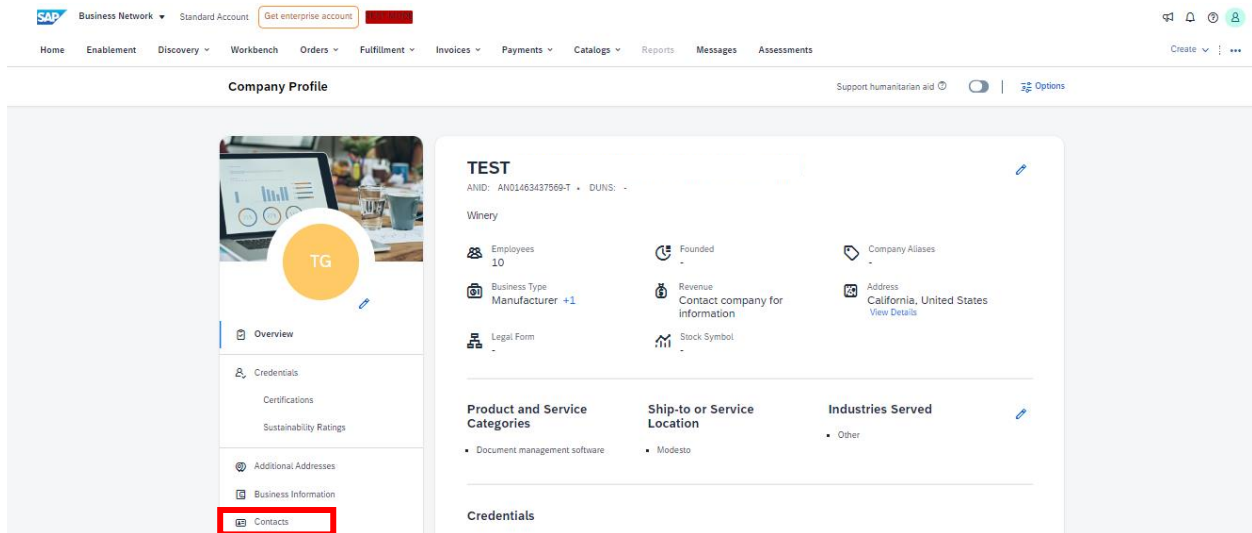 SAP Business Network Standard Account Get enterprise account
Home Enablement Discovery Workbench Orders Fulfillment Invoices Payments Catalogs Reports Messages Assessments Create
Company Profile Support humanitarian aid Options
TG
Overview
Credentials
Certifications
Sustainability Ratings
Additional Addresses
Business Information
Contacts
TEST
ANID: AN01463437569-T • DUNS: -
Winery
Employees
10
Founded
-
Company Aliases
-
Business Type
Manufacturer +1
Revenue
Contact company for
information
Address
California, United States
View Details
Legal Form
-
Stock Symbol
-
Product and Service
Categories
▪ Document management software
Ship-to or Service
Location
▪ Modesto
Industries Served
▪ Other
Credentials